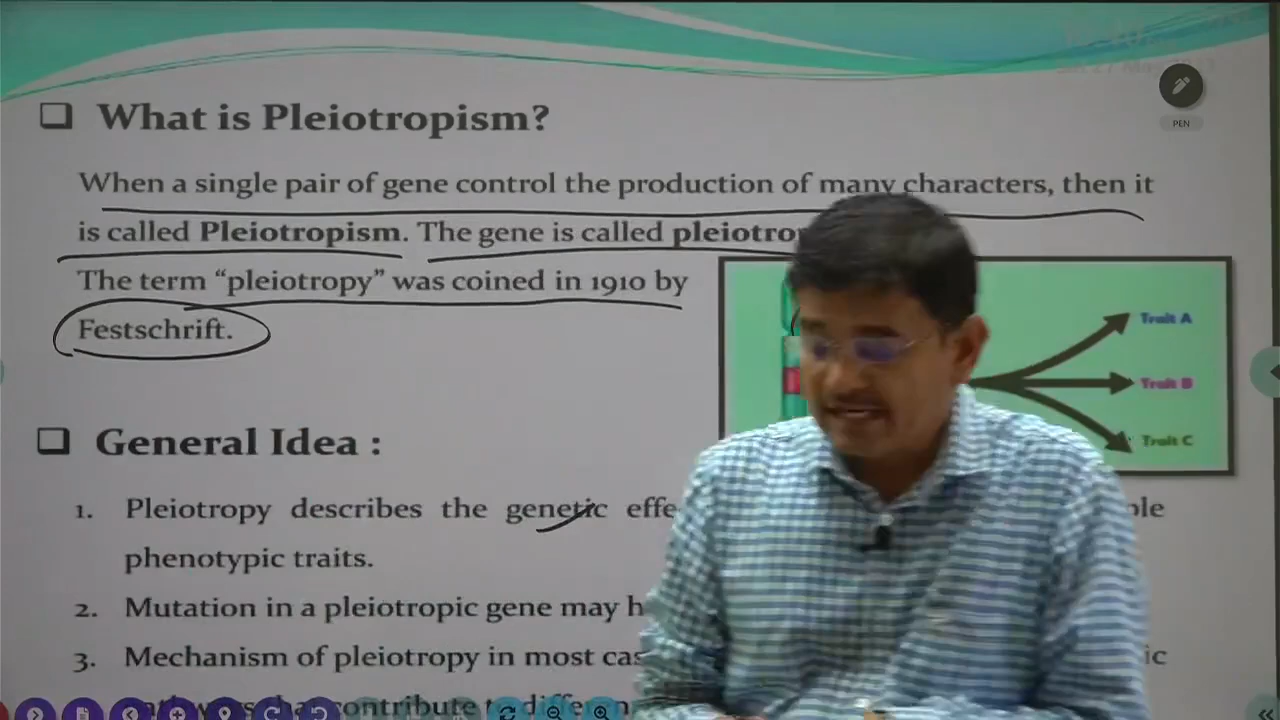 PEN
❑ What is Pleiotropism?
When a single pair of gene control the production of many characters, then it
is called Pleiotropism. The gene is called
The term “pleiotropy” was coined in 1910 by
Festschrift.
Trait A
Trait B
Trait C
❑ General Idea :
1. Pleiotropy describes the genetic
phenotypic traits.
2. Mutation in a pleiotropic gene may
3. Mechanism of pleiotropy in most